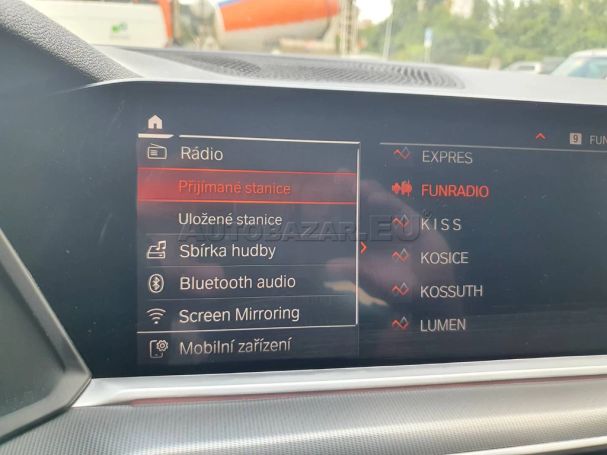 9 FUN
Rádio
Přijímané stanice
Uložené stanice
Sbírka hudby
Bluetooth audio
Screen Mirroring
Mobilní zařízení
EXPRES
FUNRADIO
KISS
KOSICE
KOSSUTH
LUMEN
AUTOBAZAR.EU